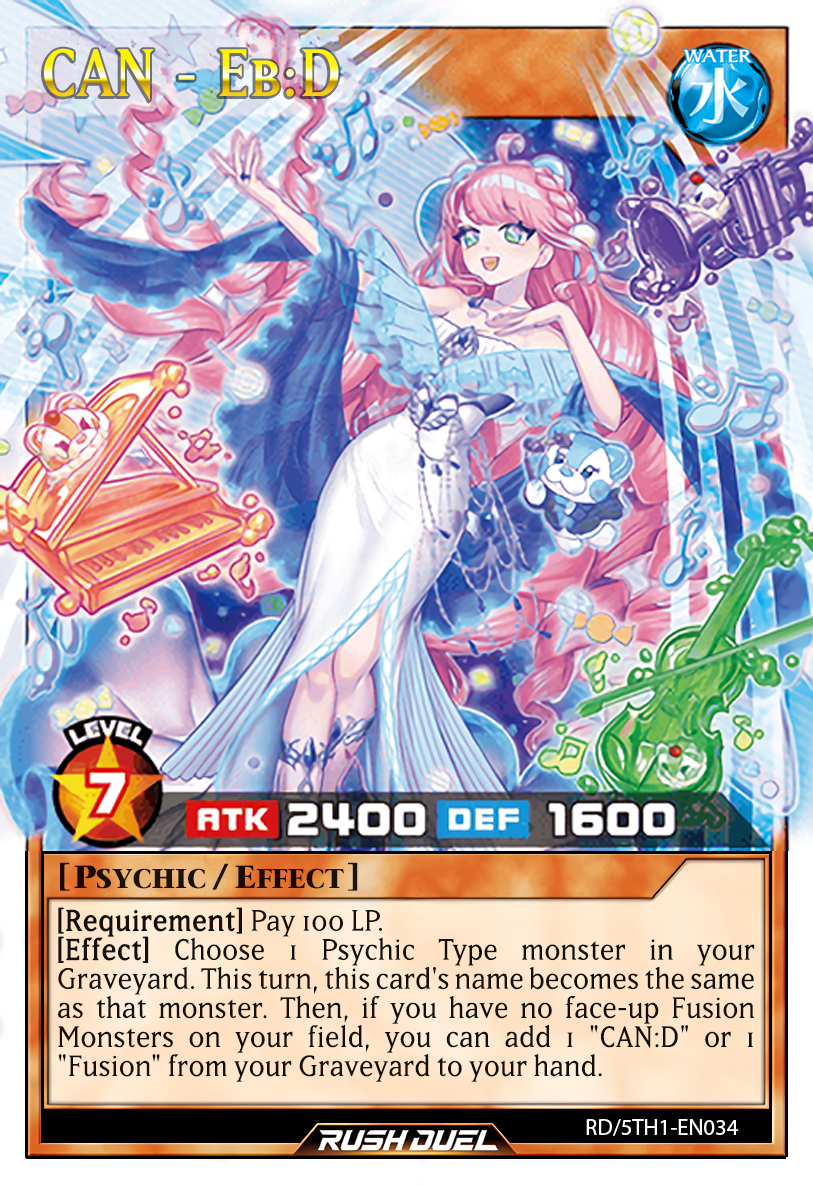 CAN - EB:D
WATER
水
LEVEL
7
ATK 2400 DEF 1600
[PSYCHIC / EFFECT]
[Requirement] Pay 100 LP.
[Effect] Choose 1 Psychic Type monster in your
Graveyard. This turn, this card's name becomes the same
as that monster. Then, if you have no face-up Fusion
Monsters on your field, you can add 1 "CAN:D" or 1
"Fusion" from your Graveyard to your hand.
RUSH DUEL
RD/5TH1-EN034